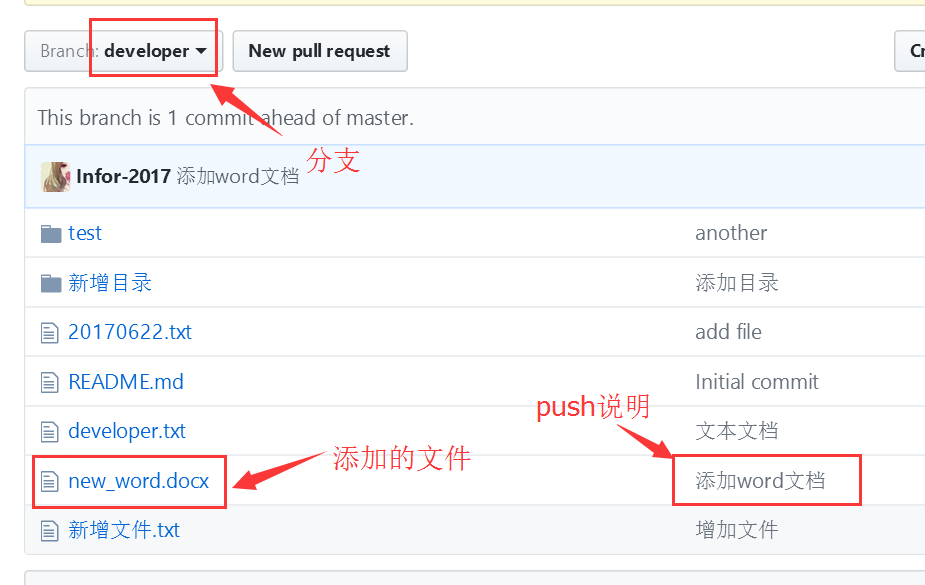 Branch: developer
New pull request
Cr
This branch is 1 commit ahead of master.
分支
Infor-2017 添加word文档
test another
新增目录 添加目录
20170622.txt add file
README.md Initial commit
push说明
developer.txt 文本文档
添加的文件
new_word.docx 添加word文档
新增文件.txt 增加文件